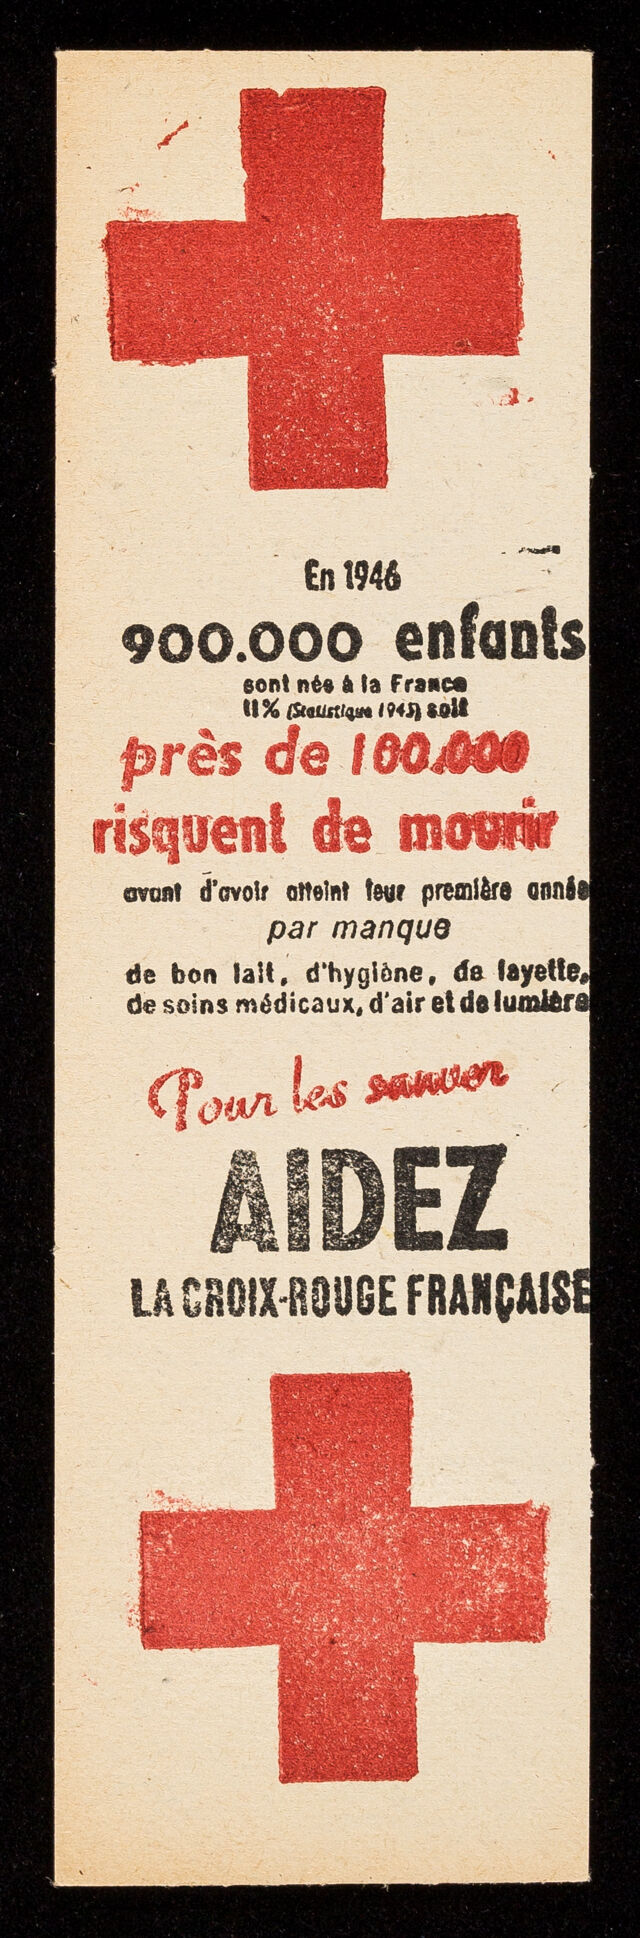 En 1946
900.000 enfants
sont nés à la France
11% (Statistique 1945) soit
près de 100.000
risquent de mourir
avant d'avoir atteint leur première année
par manque
de bon lait, d'hygiène, de layette,
de soins médicaux, d'air et de lumière
Pour les sauver
AIDEZ
LA CROIX-ROUGE FRANÇAISE